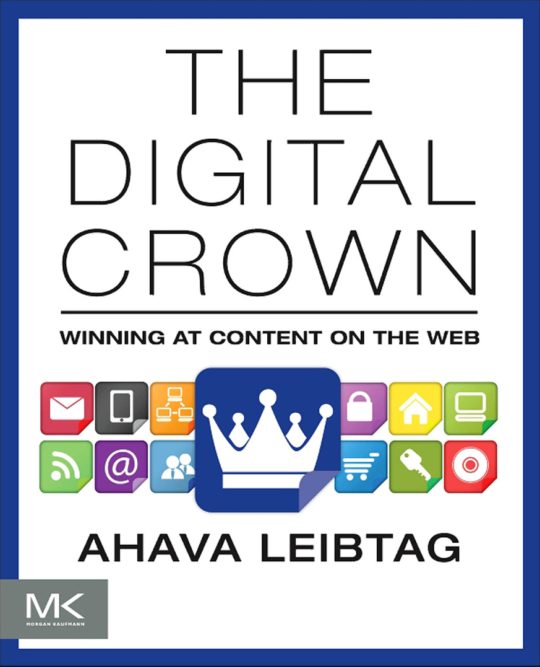 THE
DIGITAL
CROWN
WINNING AT CONTENT ON THE WEB
@
AHAVA LEIBTAG
MK
MORGAN KAUFMANN